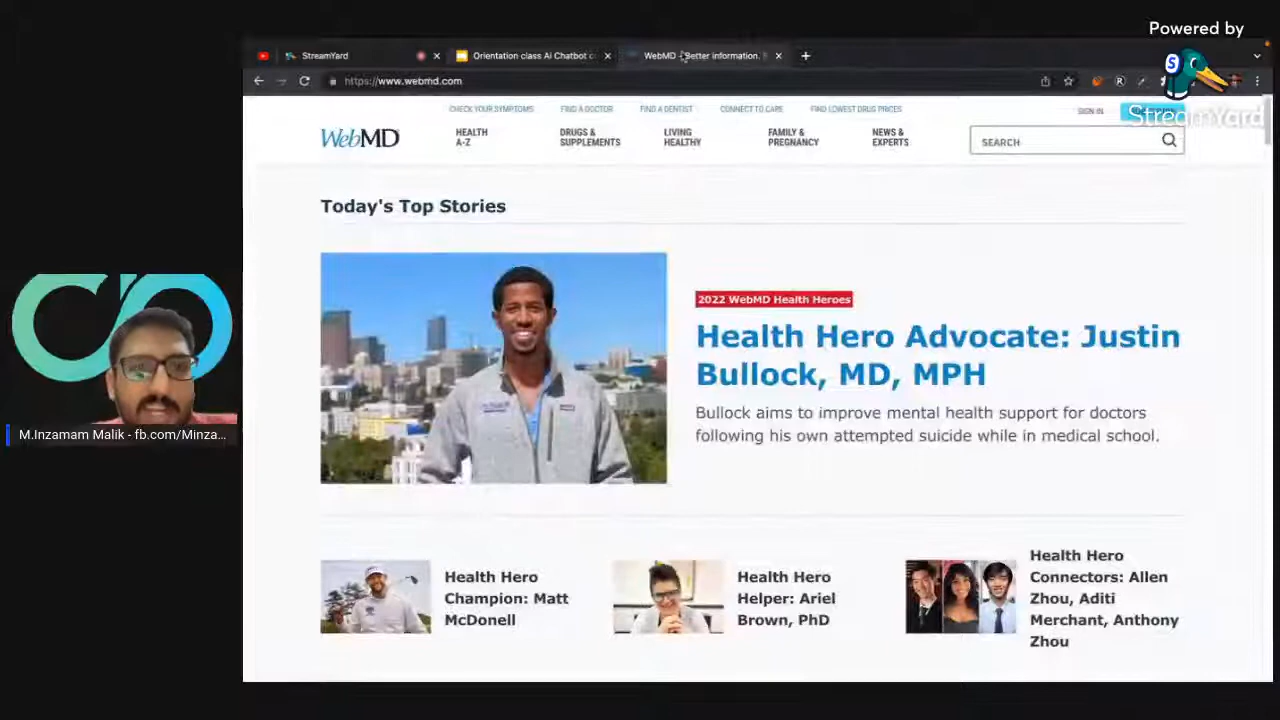 Powered by
StreamYard
StreamYard
Orientation class Ai Chatbot
WebMD - Better information.
https://www.webmd.com
CHECK YOUR SYMPTOMS
FIND A DOCTOR
FIND A DENTIST
CONNECT TO CARE
FIND LOWEST DRUG PRICES
SIGN IN
WebMD
HEALTH
A-Z
DRUGS &
SUPPLEMENTS
LIVING
HEALTHY
FAMILY &
PREGNANCY
NEWS &
EXPERTS
SEARCH
Today's Top Stories
2022 WebMD Health Heroes
Health Hero Advocate: Justin
Bullock, MD, MPH
Bullock aims to improve mental health support for doctors
following his own attempted suicide while in medical school.
Health Hero
Champion: Matt
McDonell
Health Hero
Helper: Ariel
Brown, PhD
Health Hero
Connectors: Allen
Zhou, Aditi
Merchant, Anthony
Zhou
M.Inzamam Malik - fb.com/Minza...